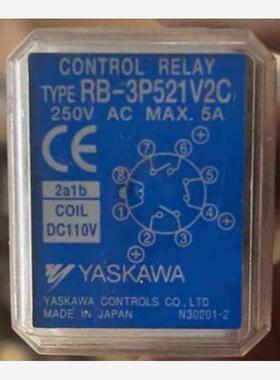 CONTROL RELAY
TYPE RB-3P521V2C
250V AC MAX. 5A
CE
2a1b
COIL
DC110V
5 4
6 3
7 2
8 1
YASKAWA
YASKAWA CONTROLS CO., LTD
MADE IN JAPAN N30201-2